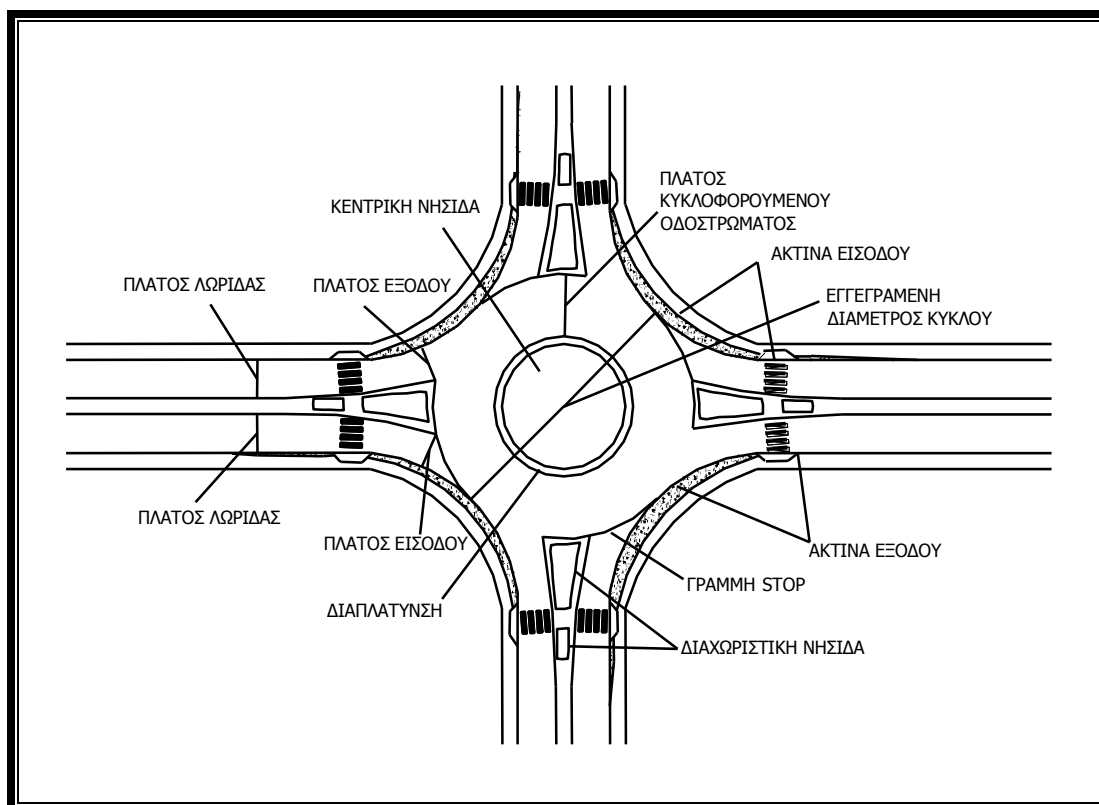 ΚΕΝΤΡΙΚΗ ΝΗΣΙΔΑ
ΠΛΑΤΟΣ
ΚΥΚΛΟΦΟΡΟΥΜΕΝΟΥ
ΟΔΟΣΤΡΩΜΑΤΟΣ
ΑΚΤΙΝΑ ΕΙΣΟΔΟΥ
ΠΛΑΤΟΣ ΛΩΡΙΔΑΣ
ΠΛΑΤΟΣ ΕΞΟΔΟΥ
ΕΓΓΕΓΡΑΜΕΝΗ
ΔΙΑΜΕΤΡΟΣ ΚΥΚΛΟΥ
ΠΛΑΤΟΣ ΛΩΡΙΔΑΣ
ΠΛΑΤΟΣ ΕΙΣΟΔΟΥ
ΑΚΤΙΝΑ ΕΞΟΔΟΥ
ΓΡΑΜΜΗ STOP
ΔΙΑΠΛΑΤΥΝΣΗ
ΔΙΑΧΩΡΙΣΤΙΚΗ ΝΗΣΙΔΑ